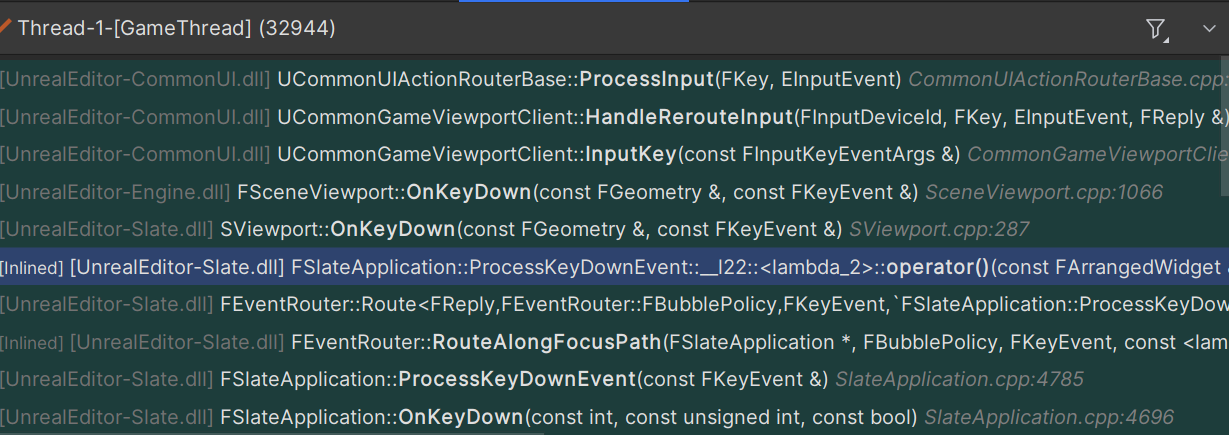 Thread-1-[GameThread] (32944)
[UnrealEditor-CommonUI.dll] UCommonUIActionRouterBase::ProcessInput(FKey, EInputEvent) CommonUIActionRouterBase.cpp:
[UnrealEditor-CommonUI.dll] UCommonGameViewportClient::HandleRerouteInput(FInputDeviceId, FKey, EInputEvent, FReply &)
[UnrealEditor-CommonUI.dll] UCommonGameViewportClient::InputKey(const FInputKeyEventArgs &) CommonGameViewportClie
[UnrealEditor-Engine.dll] FSceneViewport::OnKeyDown(const FGeometry &, const FKeyEvent &) SceneViewport.cpp:1066
[UnrealEditor-Slate.dll] SViewport::OnKeyDown(const FGeometry &, const FKeyEvent &) SViewport.cpp:287
[Inlined] [UnrealEditor-Slate.dll] FSlateApplication::ProcessKeyDownEvent::__l22::<lambda_2>::operator()(const FArrangedWidget &
[UnrealEditor-Slate.dll] FEventRouter::Route<FReply,FEventRouter::FBubblePolicy,FKeyEvent,`FSlateApplication::ProcessKeyDow
[Inlined] [UnrealEditor-Slate.dll] FEventRouter::RouteAlongFocusPath(FSlateApplication *, FBubblePolicy, FKeyEvent, const <lam
[UnrealEditor-Slate.dll] FSlateApplication::ProcessKeyDownEvent(const FKeyEvent &) SlateApplication.cpp:4785
[UnrealEditor-Slate.dll] FSlateApplication::OnKeyDown(const int, const unsigned int, const bool) SlateApplication.cpp:4696